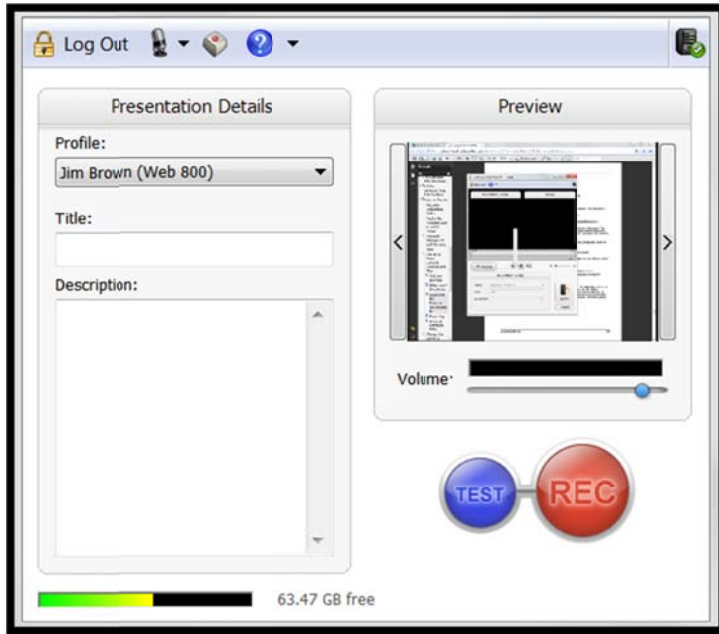 Log Out
Presentation Details
Profile:
Jim Brown (Web 800)
Title:
Description:
Preview
Volume:
TEST
REC
63.47 GB free